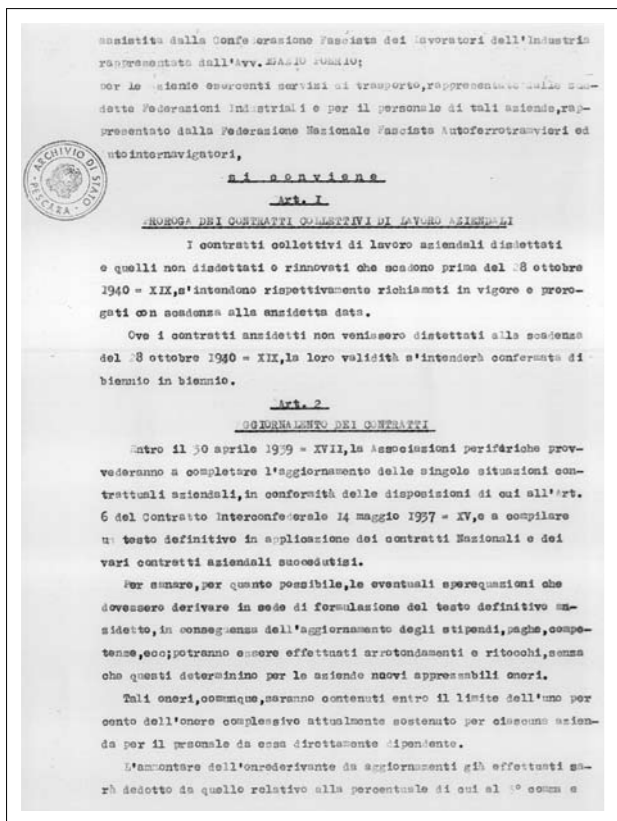 assistita dalla Confederazione Fascista dei Lavoratori dell'Industria
rappresentata dall'Avv.
per le aziende esercenti servizi di trasporto,rappresentate dalle sud-
dette Federazioni Industriali e per il personale di tali aziende,rap-
presentato dalla Federazione Nazionale Fascista Autoferrotramvieri ed
autointernavigatori,
ARCHIVIO DI STATO
PESCARA
si conviene
Art. I
PROROGA DEI CONTRATTI COLLETTIVI DI LAVORO AZIENDALI
I contratti collettivi di lavoro aziendali disdettati
e quelli non disdettati o rinnovati che scadono prima del 28 ottobre
1940 = XIX,s'intendono rispettivamente richiamati in vigore e proro-
gati con scadenza alla anzidetta data.
Ove i contratti anzidetti non venissero distettati alla scadenza
del 28 ottobre 1940 = XIX,la loro validità s'intenderà confermata di
biennio in biennio.
Art. 2
AGGIORNALENTO DEI CONTRATTI
Entro il 30 aprile 1939 = XVII,la Associazioni periferiche prov-
vederanno a completare l'aggiornamento delle singole situazioni con-
trattuali aziendali,in conformità delle disposizioni di cui all'Art.
6 del Contratto Interconfederale 14 maggio 1937 = XV,e a compilare
un testo definitivo in applicazione dei contratti Nazionali e dei
vari contratti aziendali succedutisi.
Per sanare,per quanto possibile,le eventuali sperequazioni che
dovessero derivare in sede di formulazione del testo definitivo an-
zidetto,in conseguenza dell'aggiornamento degli stipendi,paghe,compe-
tenze,ecc;potranno essere effettuati arrotondamenti e ritocchi,senza
che questi determinino per le aziende nuovi apprezzabili oneri.
Tali oneri,comunque,saranno contenuti entro il limite dell'uno per
cento dell'onere complessivo attualmente sostenuto per ciascuna azien-
da per il prsonale da essa direttamente dipendente.
L'ammontare dell'onrederivante da aggiornamenti già effettuati sa-
rà dedotto da quello relativo alla percentuale di cui al 3° comma e